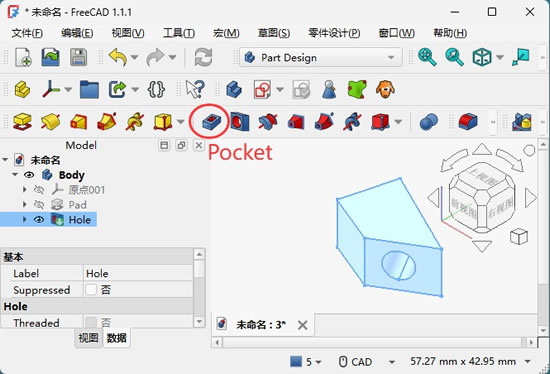 * 未命名 - FreeCAD 1.1.1
文件(F) 编辑(E) 视图(V) 工具(T) 宏(M) 草图(S) 零件设计(P) 窗口(W) 帮助(H)
Part Design
Model
Pocket
未命名
Body
原点001
Pad
Hole
上视图
前视图
右视图
基本
Label Hole
Suppressed 否
Hole
Threaded 否
视图 数据
未命名 : 3*
5 CAD 57.27 mm x 42.95 mm